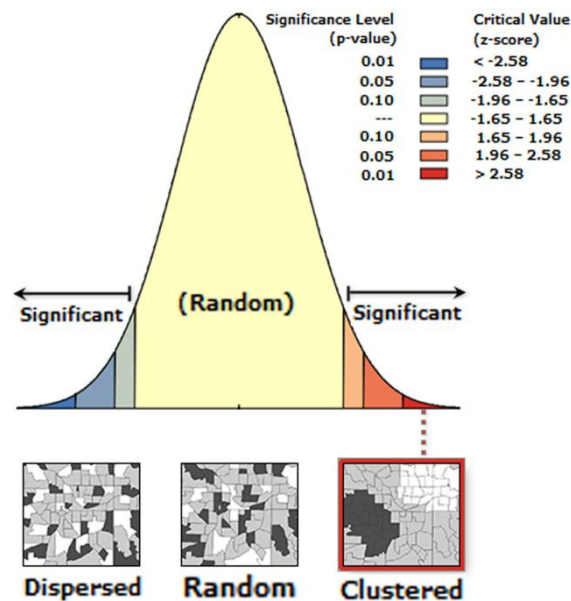 Significance Level Critical Value
(p-value) (z-score)
0.01 < -2.58
0.05 -2.58 – -1.96
0.10 -1.96 – -1.65
--- -1.65 – 1.65
0.10 1.65 – 1.96
0.05 1.96 – 2.58
0.01 > 2.58
Significant (Random) Significant
Dispersed Random Clustered